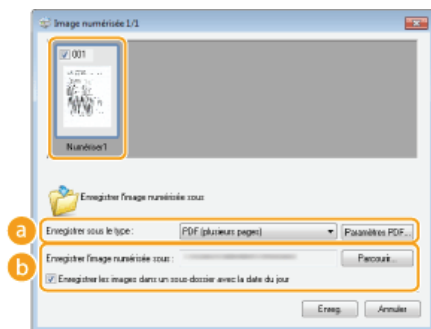 Image numérisée 1/1
001
Numériser1
Enregistrer l'image numérisée sous
a
Enregistrer sous le type :
PDF (plusieurs pages)
Paramètres PDF...
b
Enregistrer l'image numérisée sous :
Parcourir...
Enregistrer les images dans un sous-dossier avec la date du jour
Enreg.
Annuler